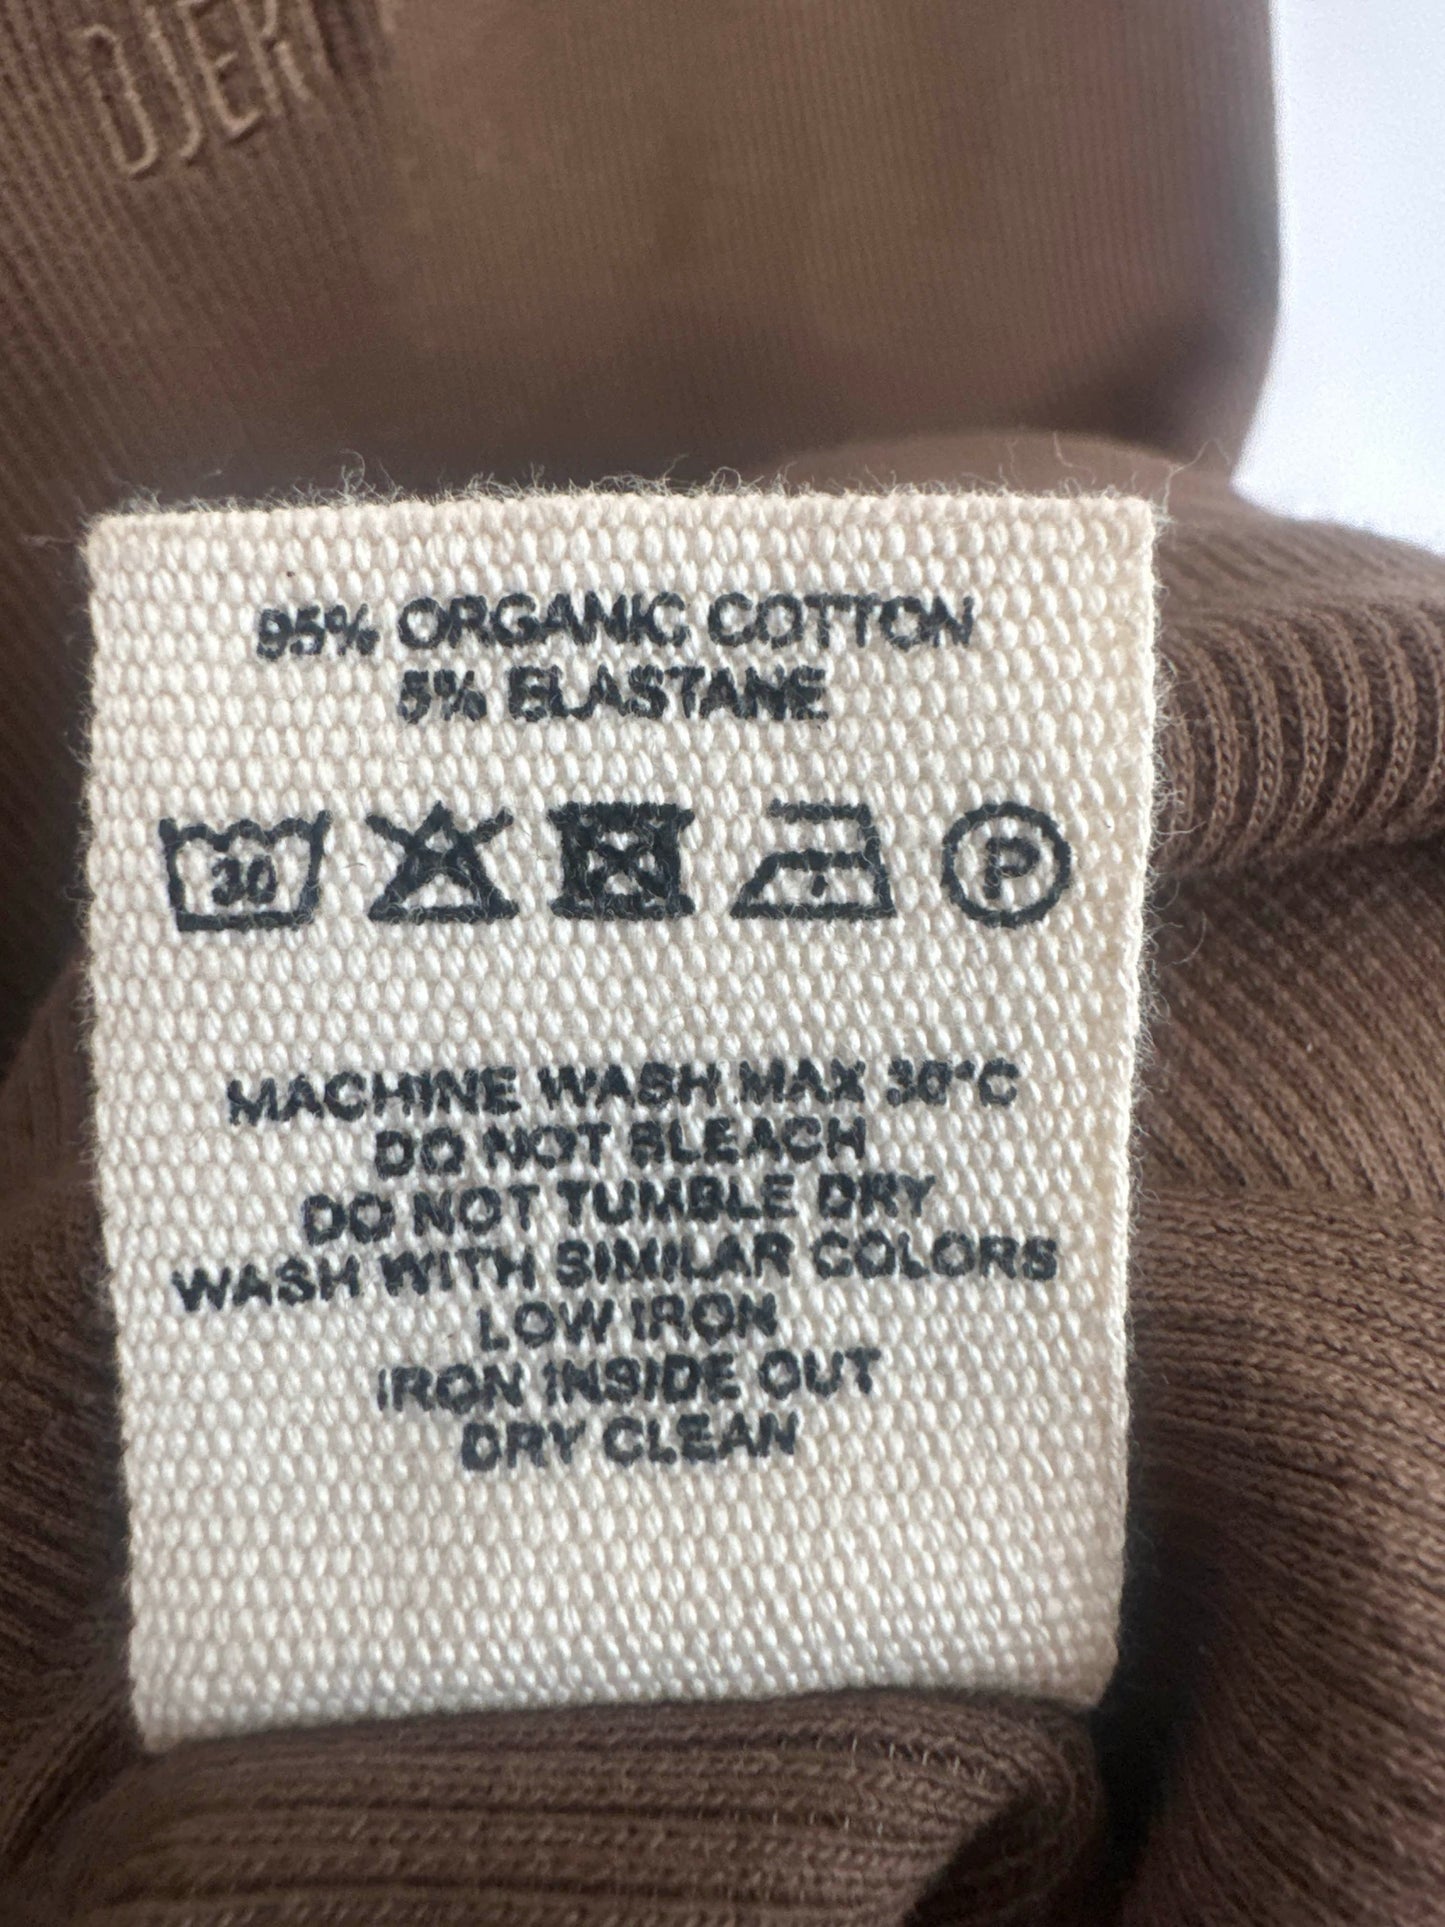 95% ORGANIC COTTON
5% ELASTANE
30
P
MACHINE WASH MAX 30°C
DO NOT BLEACH
DO NOT TUMBLE DRY
WASH WITH SIMILAR COLORS
LOW IRON
IRON INSIDE OUT
DRY CLEAN